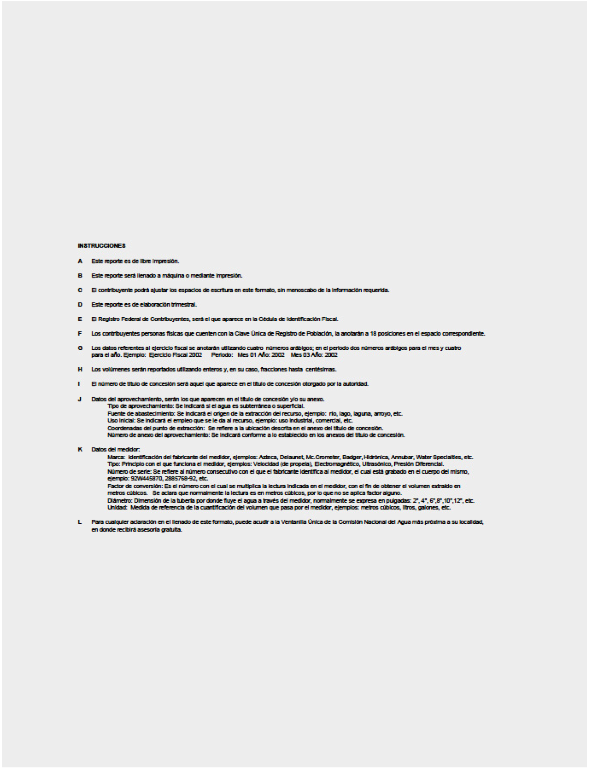 INSTRUCCIONES
A Este reporte es de libre impresión.
B Este reporte será llenado a máquina o mediante impresión.
C El contribuyente podrá ajustar los espacios de escritura en este formato, sin menoscabo de la información requerida.
D Este reporte es de elaboración trimestral.
E El Registro Federal de Contribuyentes, será el que aparece en la Cédula de Identificación Fiscal.
F Los contribuyentes personas físicas que cuenten con la Clave Única de Registro de Población, la anotarán a 18 posiciones en el espacio correspondiente.
G Los datos referentes al ejercicio fiscal se anotarán utilizando cuatro números arábigos; en el periodo dos números arábigos para el mes y cuatro
para el año. Ejemplo: Ejercicio Fiscal 2002 Periodo: Mes 01 Año: 2002 Mes 03 Año: 2002
H Los volúmenes serán reportados utilizando enteros y, en su caso, fracciones hasta centésimas.
I El número de título de concesión será aquel que aparece en el título de concesión otorgado por la autoridad.
J Datos del aprovechamiento, serán los que aparecen en el título de concesión y/o su anexo.
Tipo de aprovechamiento: Se indicará si el agua es subterránea o superficial.
Fuente de abastecimiento: Se indicará el origen de la extracción del recurso, ejemplo: río, lago, laguna, arroyo, etc.
Uso inicial: Se indicará el empleo que se le da al recurso, ejemplo: uso industrial, comercial, etc.
Coordenadas del punto de extracción: Se refiere a la ubicación descrita en el anexo del título de concesión.
Número de anexo del aprovechamiento: Se indicará conforme a lo establecido en los anexos del título de concesión.
K Datos del medidor:
Marca: Identificación del fabricante del medidor, ejemplos: Azteca, Delaunet, Mc.Crometer, Badger, Hidrónica, Annubar, Water Specialties, etc.
Tipo: Principio con el que funciona el medidor, ejemplos: Velocidad (de propela), Electromagnético, Ultrasónico, Presión Diferencial.
Número de serie: Se refiere al número consecutivo con el que el fabricante identifica al medidor, el cual está grabado en el cuerpo del mismo,
ejemplo: 92W445870, 2885758-92, etc.
Factor de conversión: Es el número con el cual se multiplica la lectura indicada en el medidor, con el fin de obtener el volumen extraído en
metros cúbicos. Se aclara que normalmente la lectura es en metros cúbicos, por lo que no se aplica factor alguno.
Diámetro: Dimensión de la tubería por donde fluye el agua a través del medidor, normalmente se expresa en pulgadas: 2", 4", 6",8",10",12", etc.
Unidad: Medida de referencia de la cuantificación del volumen que pasa por el medidor, ejemplos: metros cúbicos, litros, galones, etc.
L Para cualquier aclaración en el llenado de este formato, puede acudir a la Ventanilla Única de la Comisión Nacional del Agua más próxima a su localidad,
en donde recibirá asesoría gratuita.